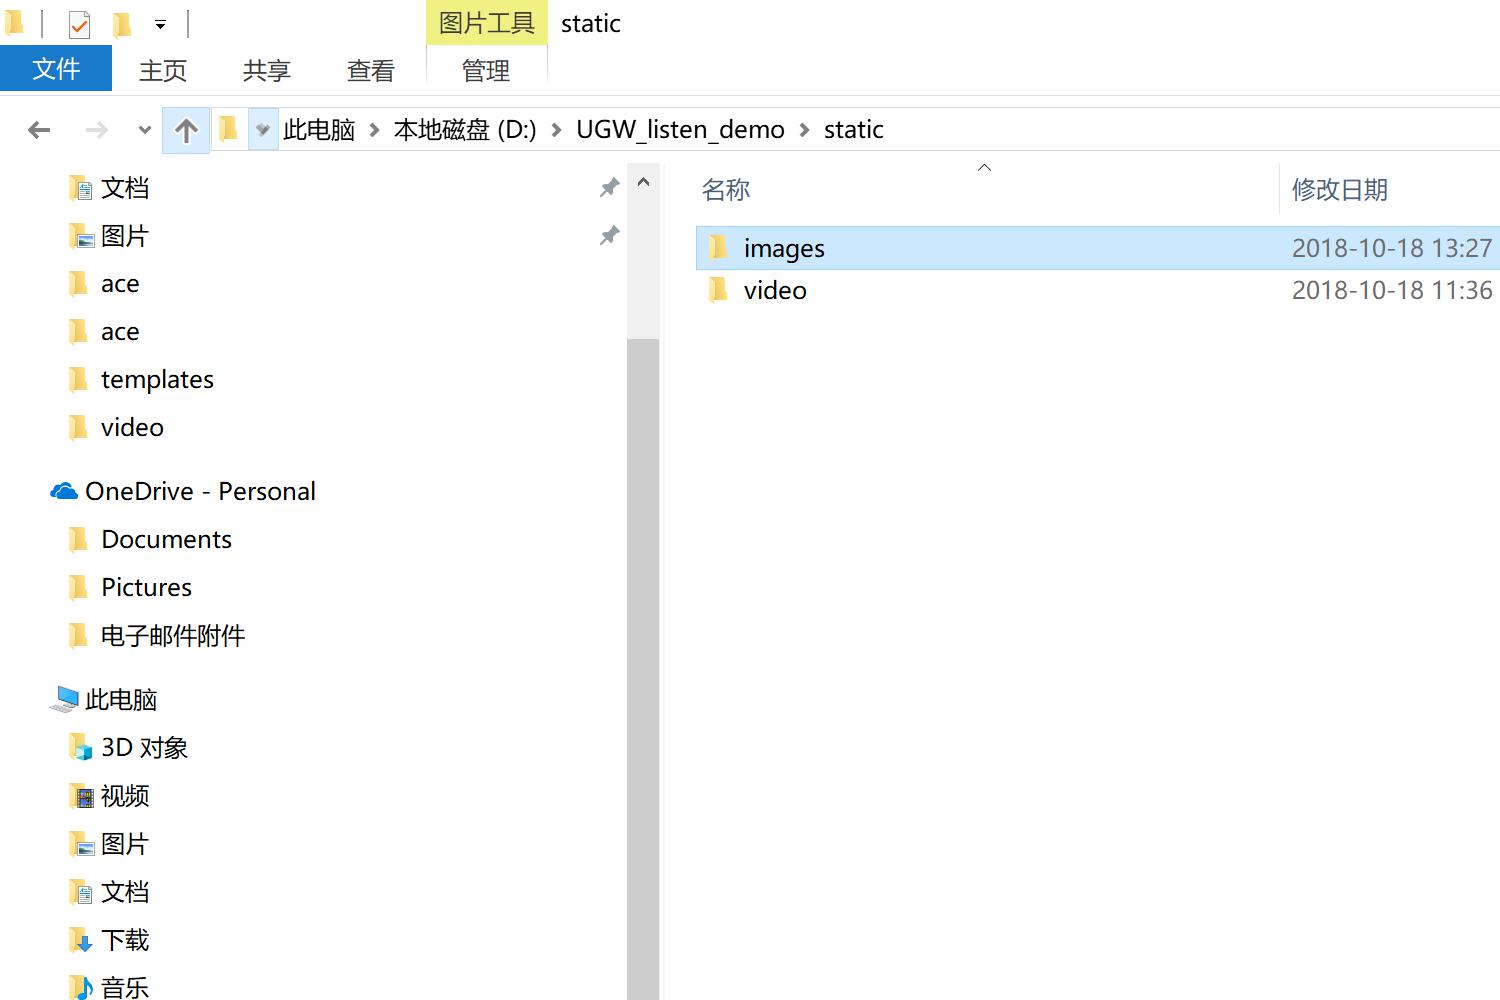 图片工具 static
文件 主页 共享 查看 管理
此电脑 本地磁盘 (D:) UGW_listen_demo static
文档
图片
ace
ace
templates
video
OneDrive - Personal
Documents
Pictures
电子邮件附件
此电脑
3D 对象
视频
图片
文档
下载
音乐
名称 修改日期
images 2018-10-18 13:27
video 2018-10-18 11:36